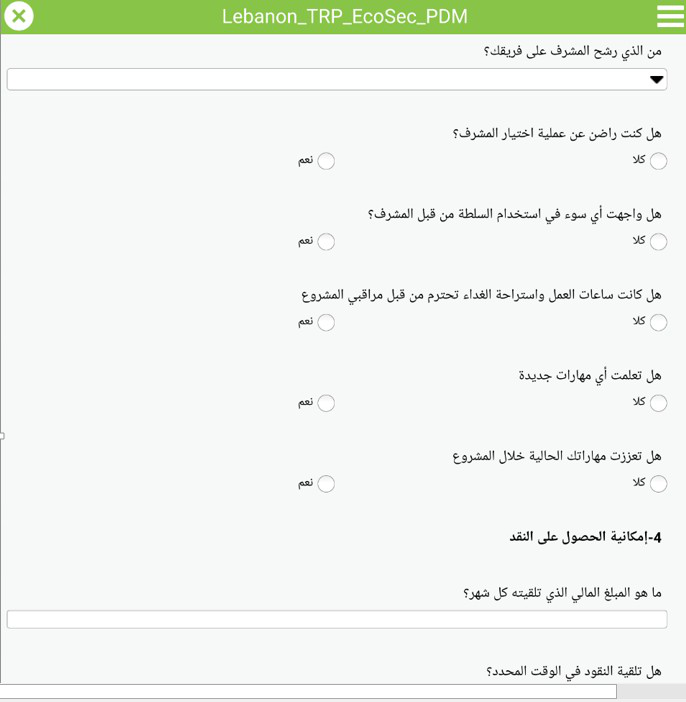 Lebanon_TRP_EcoSec_PDM
من الذي رشح المشرف على فريقك؟
هل كنت راضن عن عملية اختيار المشرف؟
كلا نعم
هل واجهت أي سوء في استخدام السلطة من قبل المشرف؟
كلا نعم
هل كانت ساعات العمل واستراحة الغداء تحترم من قبل مراقبي المشروع
كلا نعم
هل تعلمت أي مهارات جديدة
كلا نعم
هل تعززت مهاراتك الحالية خلال المشروع
كلا نعم
4-إمكانية الحصول على النقد
ما هو المبلغ المالي الذي تلقيته كل شهر؟
هل تلقية النقود في الوقت المحدد؟